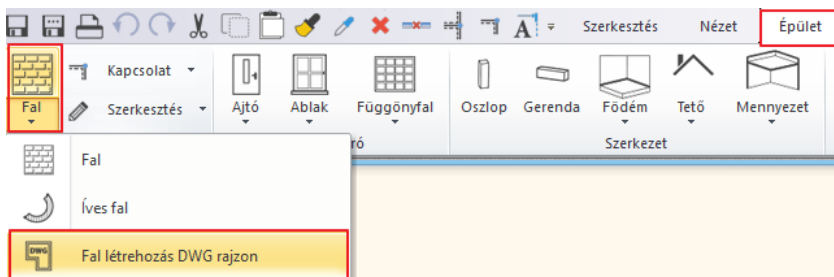 Szerkesztés Nézet Épület
Kapcsolat
Fal Szerkesztés Ajtó Ablak Függönyfal Oszlop Gerenda Födém Tető Mennyezet
ró Szerkezet
Fal
Íves fal
DWG Fal létrehozás DWG rajzon